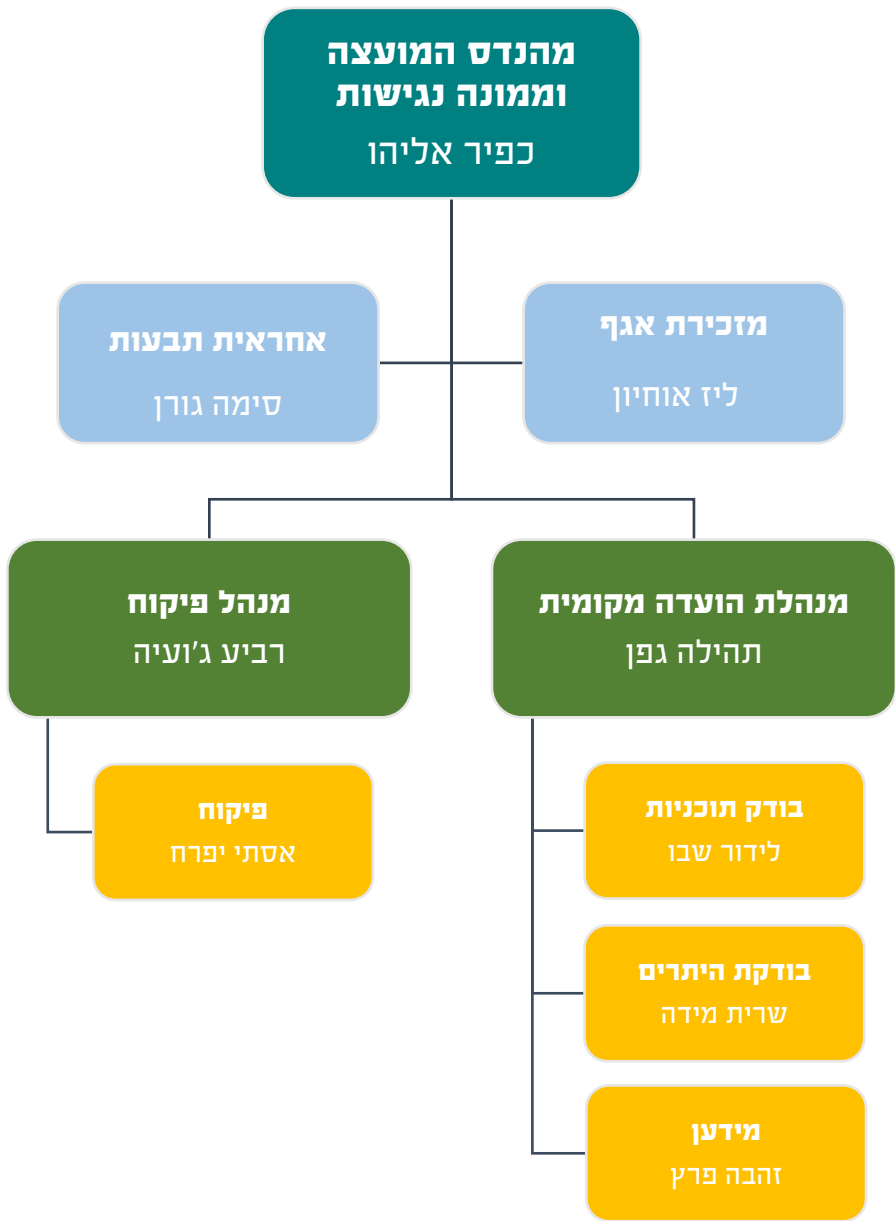 מהנדס המועצה
וממונה נגישות
כפיר אליהו
מזכירת אגף
ליז אוחיון
אחראית תבעות
סימה גורן
מנהלת הועדה מקומית
תהילה גפן
מנהל פיקוח
רביע ג'ועיה
בודק תוכניות
לידור שבו
בודקת היתרים
שרית מידה
מידען
זהבה פרץ
פיקוח
אסתי יפרח